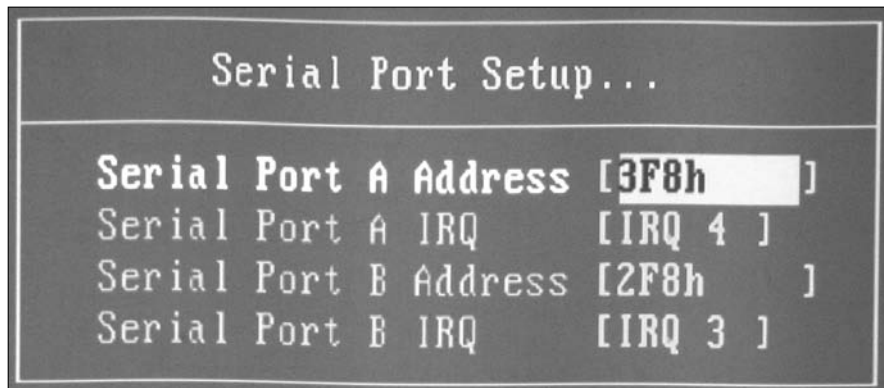 Serial Port Setup...
Serial Port A Address [3F8h ]
Serial Port A IRQ [IRQ 4 ]
Serial Port B Address [2F8h ]
Serial Port B IRQ [IRQ 3 ]